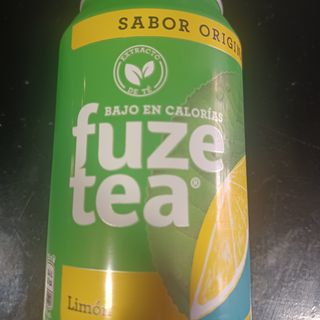 SABOR ORIGIN
EXTRACTO
DE TÉ
BAJO EN CALORÍAS
fuze
tea®
Limón